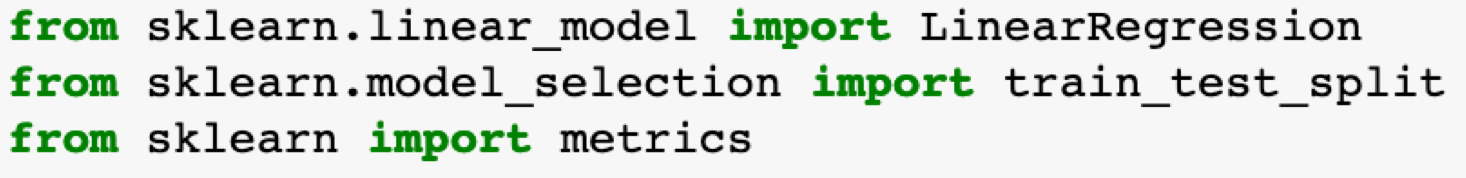 from sklearn.linear_model import LinearRegression
from sklearn.model_selection import train_test_split
from sklearn import metrics